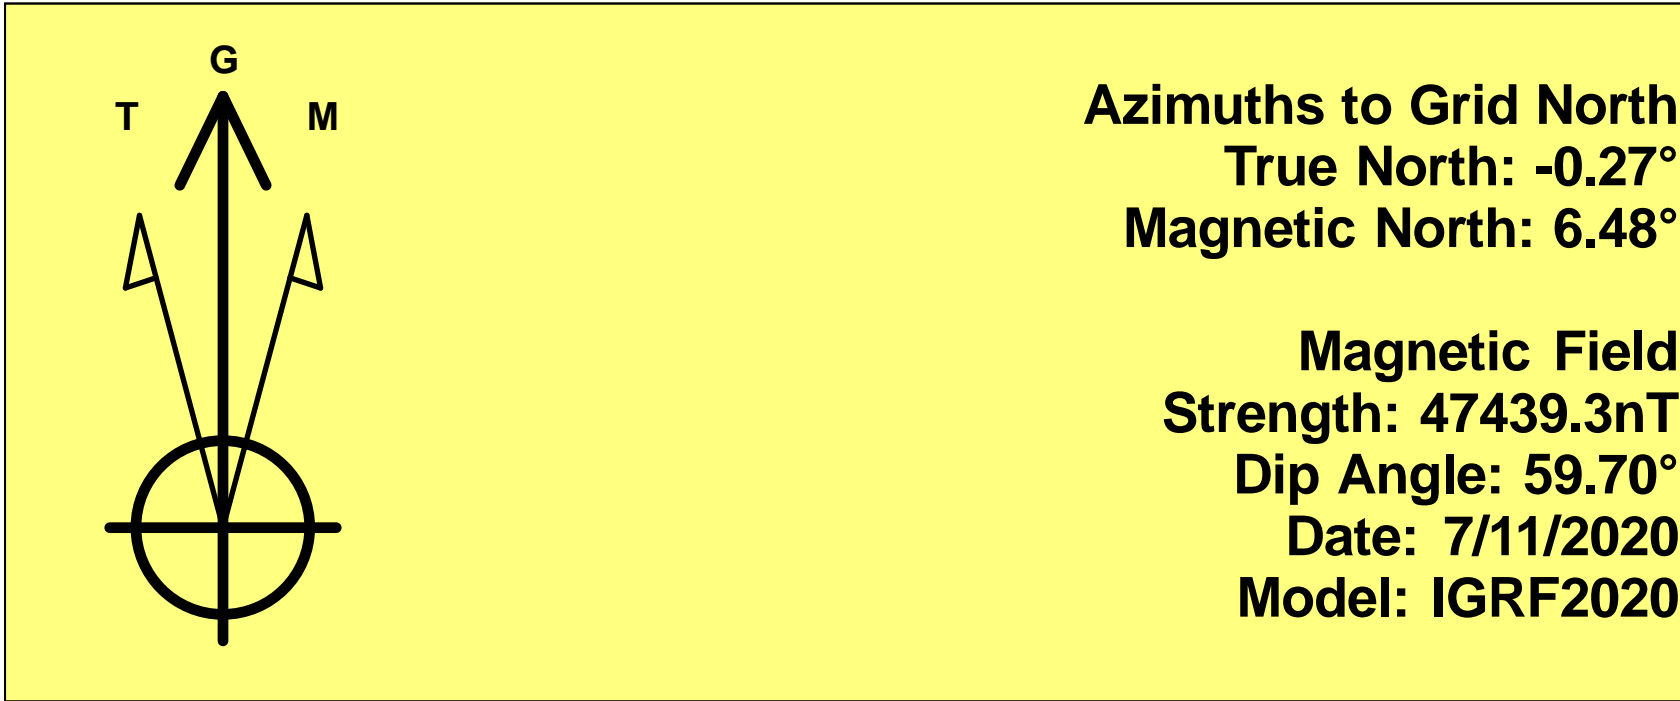 G
T
M
Azimuths to Grid North
True North: -0.27°
Magnetic North: 6.48°
Magnetic Field
Strength: 47439.3nT
Dip Angle: 59.70°
Date: 7/11/2020
Model: IGRF2020